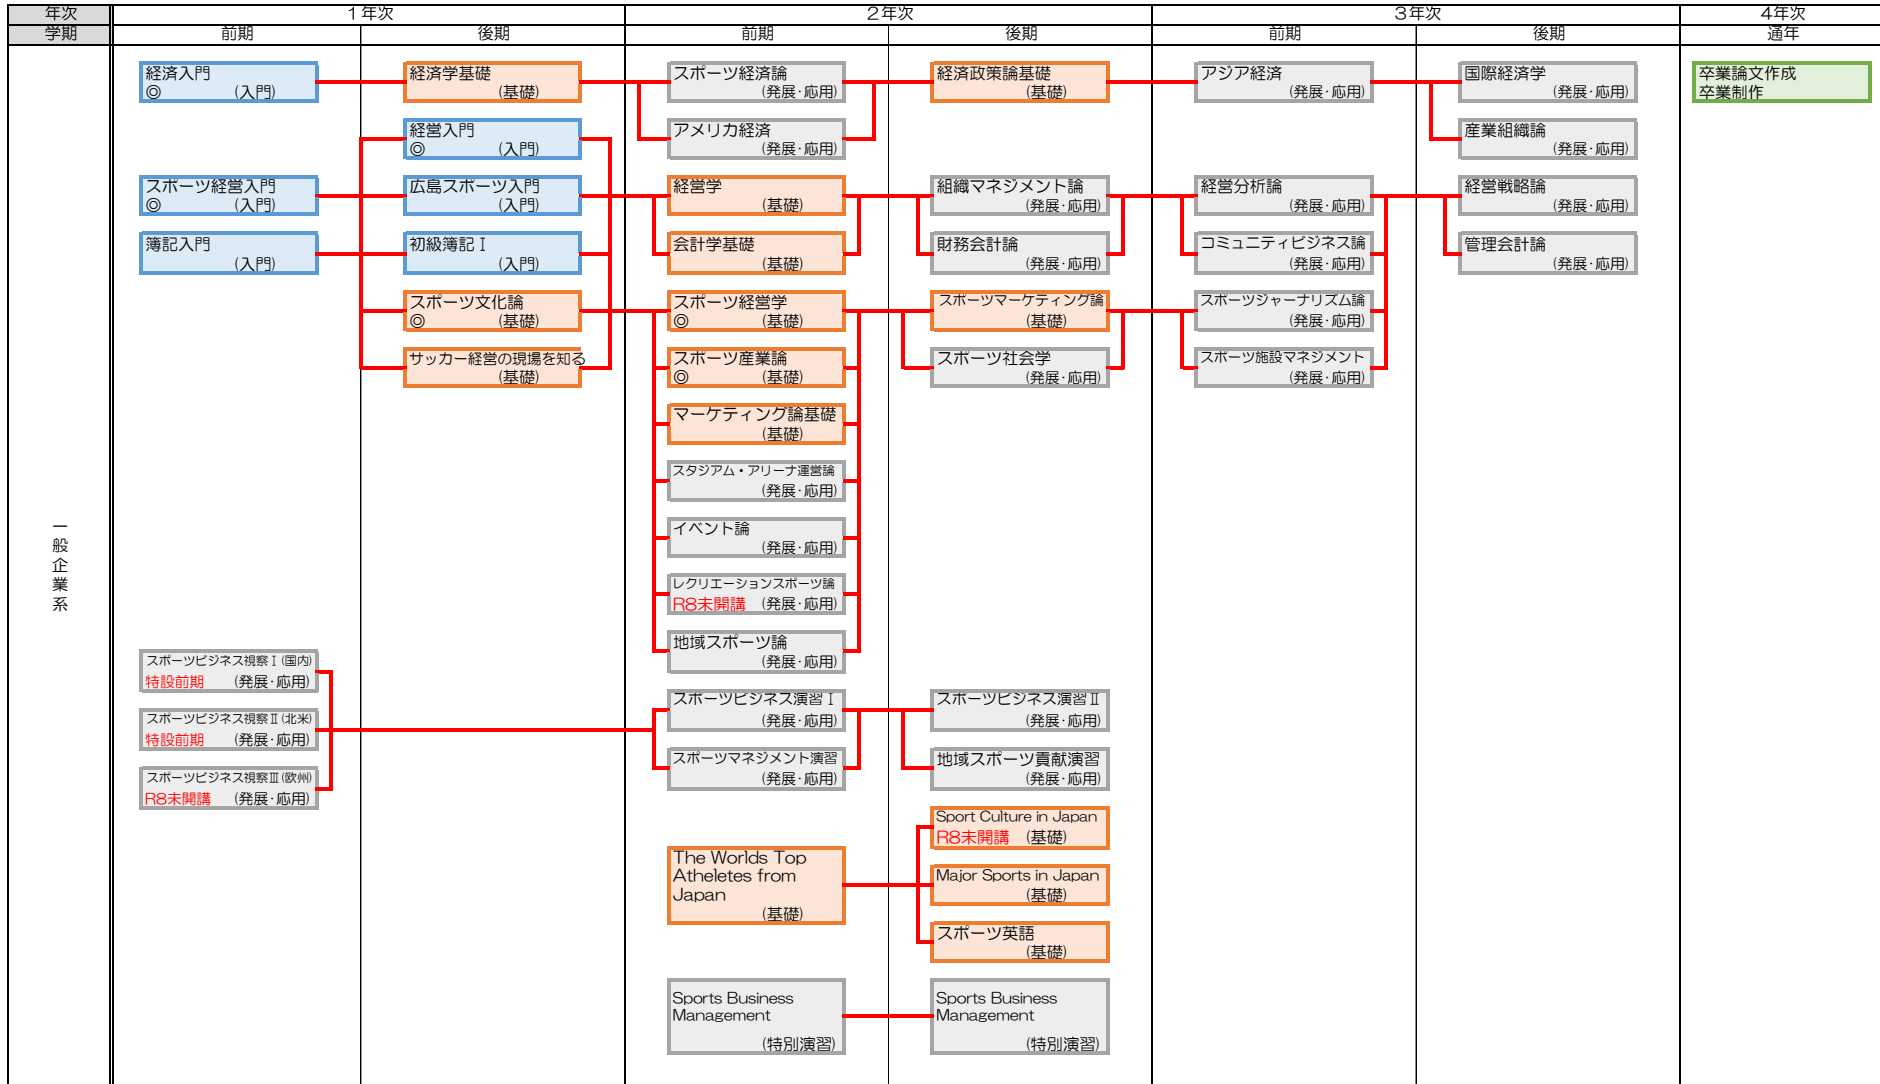 年次 1年次 2年次 3年次 4年次
学期 前期 後期 前期 後期 前期 後期 通年
一般企業系
経済入門
◎ (入門)
スポーツ経営入門
◎ (入門)
簿記入門
(入門)
スポーツビジネス視察Ⅰ(国内)
特設前期 (発展・応用)
スポーツビジネス視察Ⅱ(北米)
特設前期 (発展・応用)
スポーツビジネス視察Ⅲ(欧州)
R8未開講 (発展・応用)
経済学基礎
(基礎)
経営入門
◎ (入門)
広島スポーツ入門
(入門)
初級簿記Ⅰ
(入門)
スポーツ文化論
◎ (基礎)
サッカー経営の現場を知る
(基礎)
スポーツ経済論
(発展・応用)
アメリカ経済
(発展・応用)
経営学
(基礎)
会計学基礎
(基礎)
スポーツ経営学
◎ (基礎)
スポーツ産業論
◎ (基礎)
マーケティング論基礎
(基礎)
スタジアム・アリーナ運営論
(発展・応用)
イベント論
(発展・応用)
レクリエーションスポーツ論
R8未開講 (発展・応用)
地域スポーツ論
(発展・応用)
スポーツビジネス演習Ⅰ
(発展・応用)
スポーツマネジメント演習
(発展・応用)
The Worlds Top
Atheletes from
Japan
(基礎)
Sports Business
Management
(特別演習)
経済政策論基礎
(基礎)
組織マネジメント論
(発展・応用)
財務会計論
(発展・応用)
スポーツマーケティング論
(基礎)
スポーツ社会学
(発展・応用)
スポーツビジネス演習Ⅱ
(発展・応用)
地域スポーツ貢献演習
(発展・応用)
Sport Culture in Japan
R8未開講 (基礎)
Major Sports in Japan
(基礎)
スポーツ英語
(基礎)
Sports Business
Management
(特別演習)
アジア経済
(発展・応用)
経営分析論
(発展・応用)
コミュニティビジネス論
(発展・応用)
スポーツジャーナリズム論
(発展・応用)
スポーツ施設マネジメント
(発展・応用)
国際経済学
(発展・応用)
産業組織論
(発展・応用)
経営戦略論
(発展・応用)
管理会計論
(発展・応用)
卒業論文作成
卒業制作